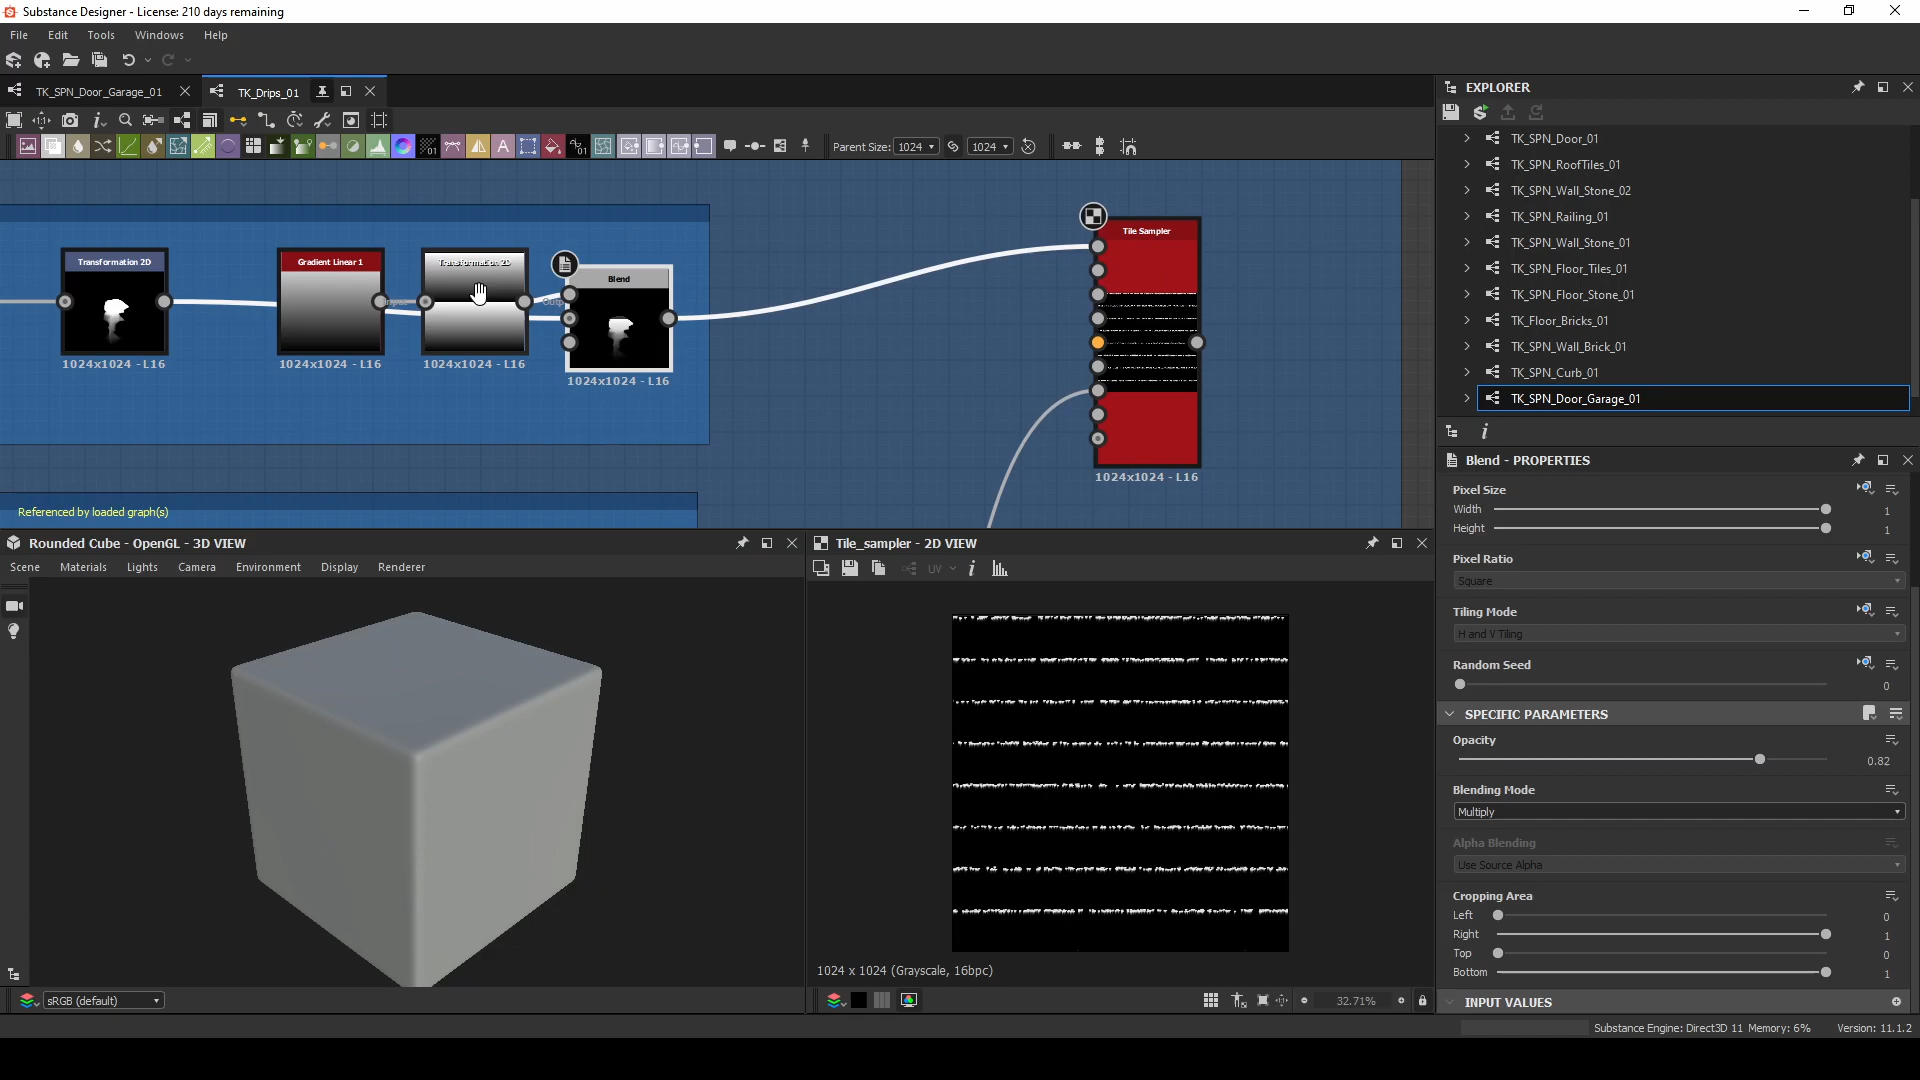 Substance Designer - License: 210 days remaining
File Edit Tools Windows Help
TK_SPN_Door_Garage_01
TK_Drips_01
Parent Size: 1024 1024
Transformation 2D
1024x1024 - L16
Gradient Linear 1
1024x1024 - L16
Transformation 2D
1024x1024 - L16
Blend
1024x1024 - L16
Tile Sampler
1024x1024 - L16
Referenced by loaded graph(s)
Rounded Cube - OpenGL - 3D VIEW
Scene Materials Lights Camera Environment Display Renderer
sRGB (default)
Tile_sampler - 2D VIEW
UV
1024 x 1024 (Grayscale, 16bpc)
32.71%
EXPLORER
TK_SPN_Door_01
TK_SPN_RoofTiles_01
TK_SPN_Wall_Stone_02
TK_SPN_Railing_01
TK_SPN_Wall_Stone_01
TK_SPN_Floor_Tiles_01
TK_SPN_Floor_Stone_01
TK_Floor_Bricks_01
TK_SPN_Wall_Brick_01
TK_SPN_Curb_01
TK_SPN_Door_Garage_01
Blend - PROPERTIES
Pixel Size
Width 1
Height 1
Pixel Ratio
Square
Tiling Mode
H and V Tiling
Random Seed
0
SPECIFIC PARAMETERS
Opacity
0.82
Blending Mode
Multiply
Alpha Blending
Use Source Alpha
Cropping Area
Left 0
Right 1
Top 0
Bottom 1
INPUT VALUES
Substance Engine: Direct3D 11 Memory: 6% Version: 11.1.2